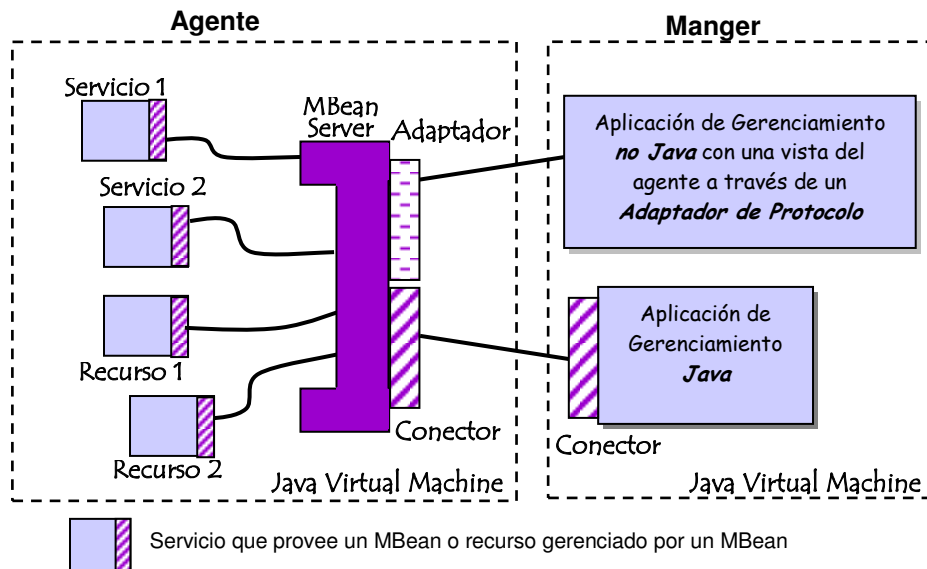 Agente
Manger
Servicio 1
MBean
Server
Adaptador
Servicio 2
Recurso 1
Recurso 2
Conector
Java Virtual Machine
Aplicación de Gerenciamiento
no Java con una vista del
agente a través de un
Adaptador de Protocolo
Aplicación de
Gerenciamiento
Java
Conector
Java Virtual Machine
Servicio que provee un MBean o recurso gerenciado por un MBean